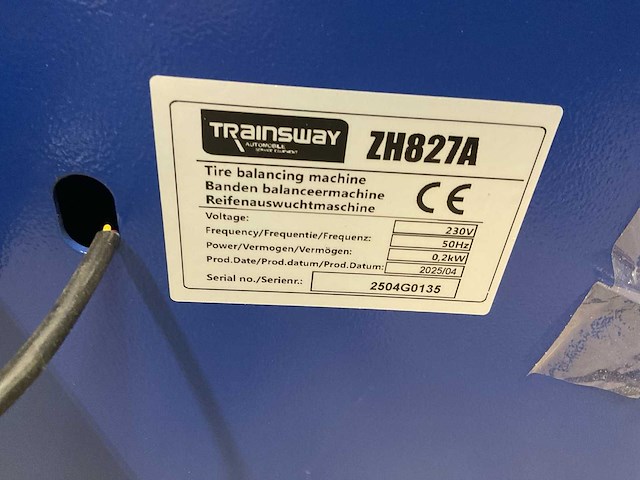 TRAINSWAY
AUTOMOBILE
SERVICE EQUIPMENT
ZH827A
Tire balancing machine
Banden balanceermachine
Reifenauswuchtmaschine
CE
Voltage: 230V
Frequency/Frequentie/Frequenz: 50Hz
Power/Vermogen/Vermögen: 0,2kW
Prod.Date/Prod.datum/Prod.Datum: 2025/04
Serial no./Serienr.: 2504G0135